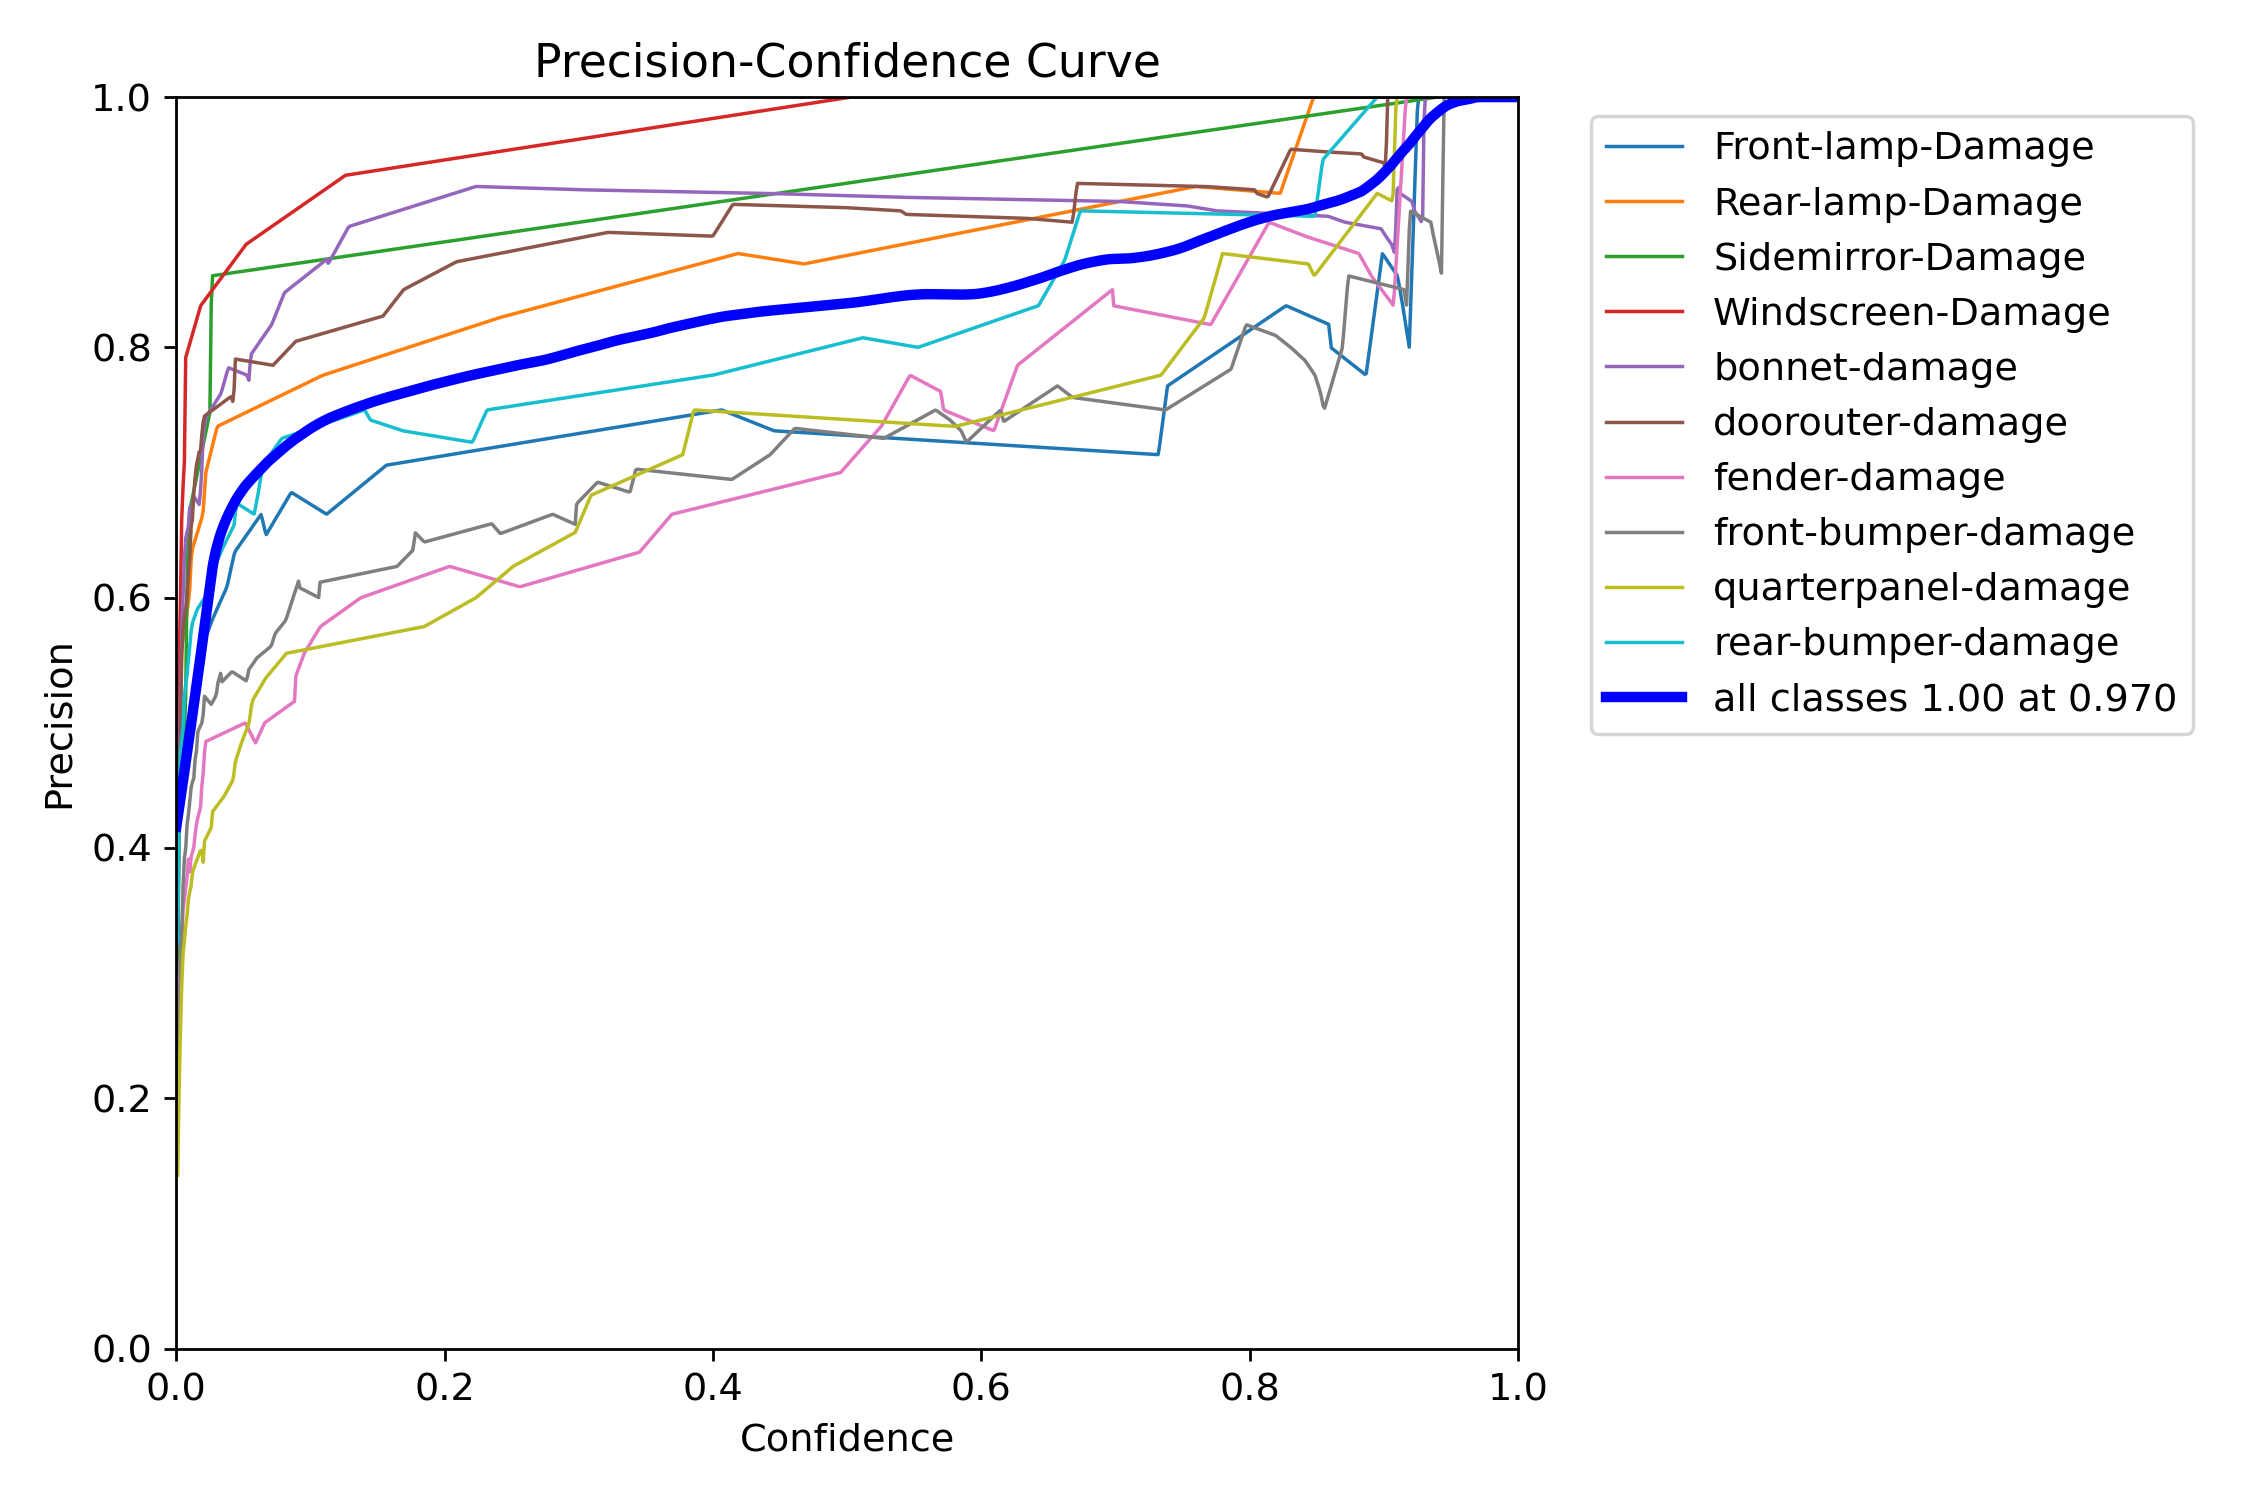 Precision-Confidence Curve
1.0
0.8
0.6
0.4
0.2
0.0
Precision
0.0 0.2 0.4 0.6 0.8 1.0
Confidence
Front-lamp-Damage
Rear-lamp-Damage
Sidemirror-Damage
Windscreen-Damage
bonnet-damage
doorouter-damage
fender-damage
front-bumper-damage
quarterpanel-damage
rear-bumper-damage
all classes 1.00 at 0.970